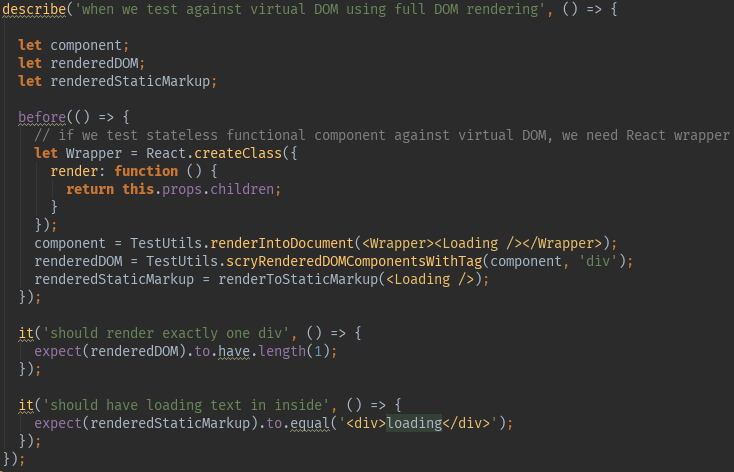 describe('when we test against virtual DOM using full DOM rendering', () => {
let component;
let renderedDOM;
let renderedStaticMarkup;
before(() => {
// if we test stateless functional component against virtual DOM, we need React wrapper
let Wrapper = React.createClass({
render: function () {
return this.props.children;
}
});
component = TestUtils.renderIntoDocument(<Wrapper><Loading /></Wrapper>);
renderedDOM = TestUtils.scryRenderedDOMComponentsWithTag(component, 'div');
renderedStaticMarkup = renderToStaticMarkup(<Loading />);
});
it('should render exactly one div', () => {
expect(renderedDOM).to.have.length(1);
});
it('should have loading text in inside', () => {
expect(renderedStaticMarkup).to.equal('<div>loading</div>');
});
});